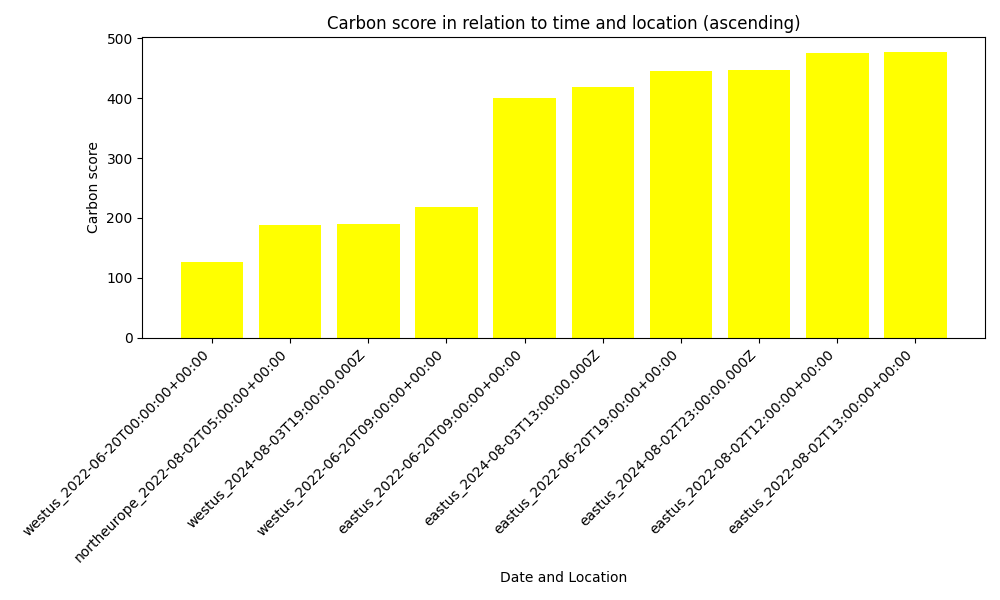 Carbon score in relation to time and location (ascending)
Carbon score
500
400
300
200
100
0
westus_2022-06-20T00:00:00+00:00
northeurope_2022-08-02T05:00:00+00:00
westus_2024-08-03T19:00:00.000Z
westus_2022-06-20T09:00:00+00:00
eastus_2022-06-20T09:00:00+00:00
eastus_2024-08-03T13:00:00.000Z
eastus_2022-06-20T19:00:00+00:00
eastus_2024-08-02T23:00:00.000Z
eastus_2022-08-02T12:00:00+00:00
eastus_2022-08-02T13:00:00+00:00
Date and Location